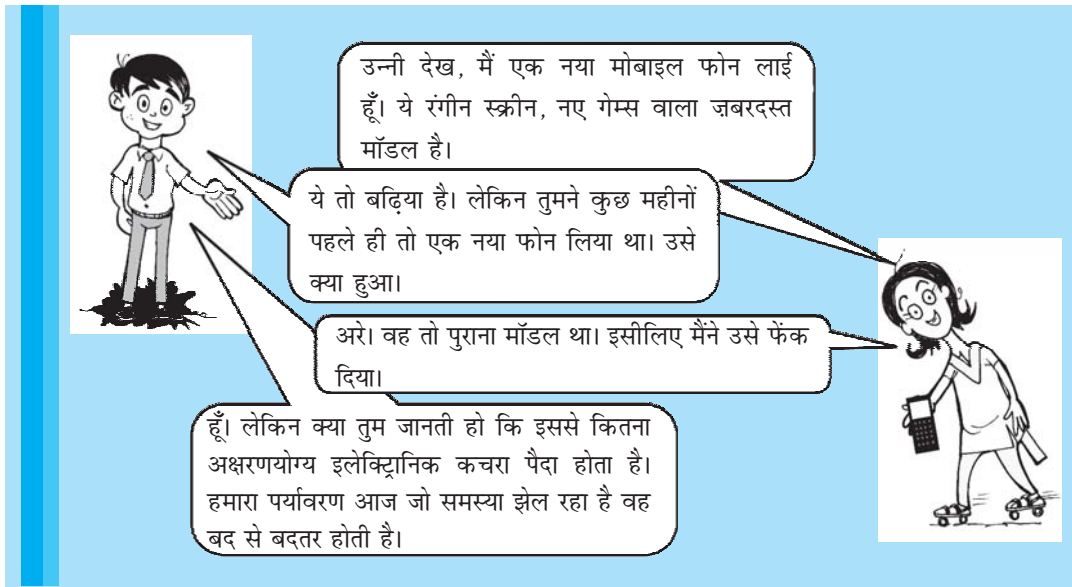 उन्नी देख, मैं एक नया मोबाइल फोन लाई
हूँ। ये रंगीन स्क्रीन, नए गेम्स वाला ज़बरदस्त
मॉडल है।
ये तो बढ़िया है। लेकिन तुमने कुछ महीनों
पहले ही तो एक नया फोन लिया था। उसे
क्या हुआ।
अरे। वह तो पुराना मॉडल था। इसीलिए मैंने उसे फेंक
दिया।
हूँ। लेकिन क्या तुम जानती हो कि इससे कितना
अक्षरणयोग्य इलेक्ट्रिानिक कचरा पैदा होता है।
हमारा पर्यावरण आज जो समस्या झेल रहा है वह
बद से बदतर होती है।